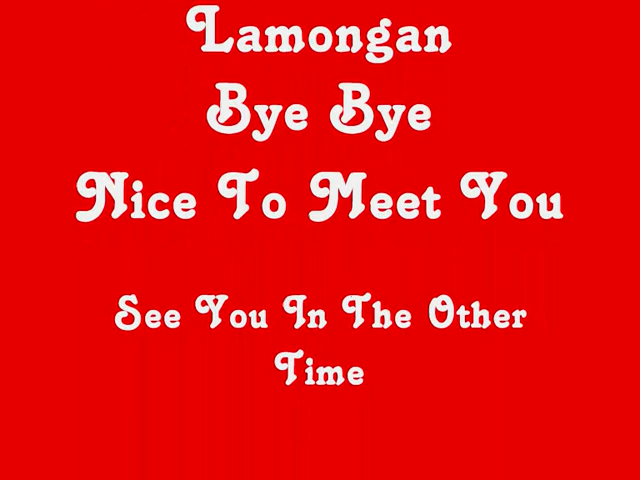 Lamongan
Bye Bye
Nice To Meet You
See You In The Other
Time